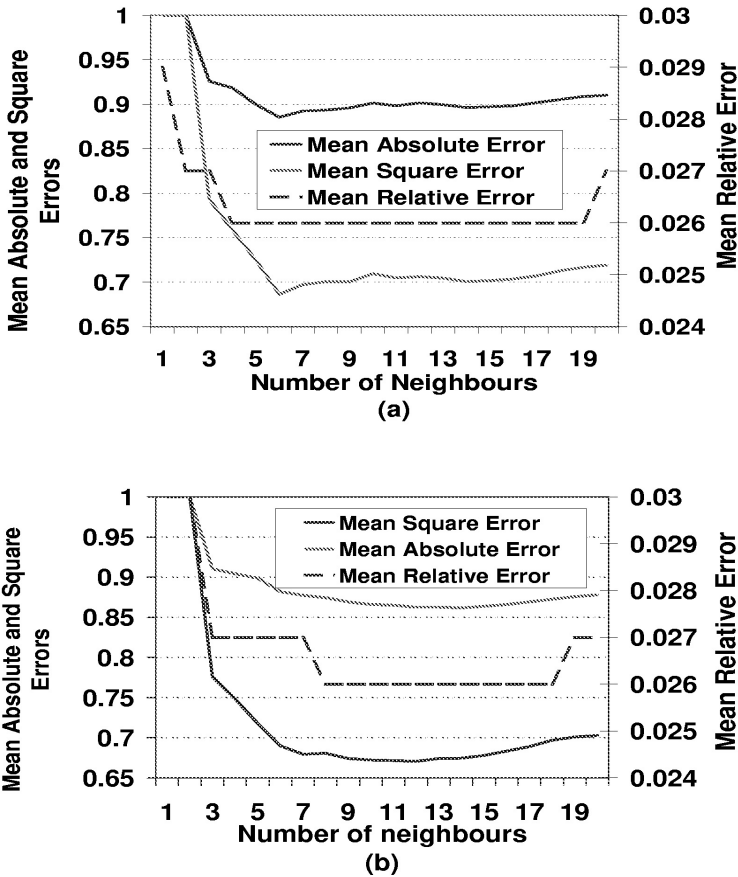 Mean Absolute and Square
Errors
1
0.95
0.9
0.85
0.8
0.75
0.7
0.65
Mean Absolute Error
Mean Square Error
Mean Relative Error
0.03
0.029
0.028
0.027
0.026
0.025
0.024
Mean Relative Error
1 3 5 7 9 11 13 15 17 19
Number of Neighbours
(a)
Mean Absolute and Square
Errors
1
0.95
0.9
0.85
0.8
0.75
0.7
0.65
Mean Square Error
Mean Absolute Error
Mean Relative Error
0.03
0.029
0.028
0.027
0.026
0.025
0.024
Mean Relative Error
1 3 5 7 9 11 13 15 17 19
Number of neighbours
(b)